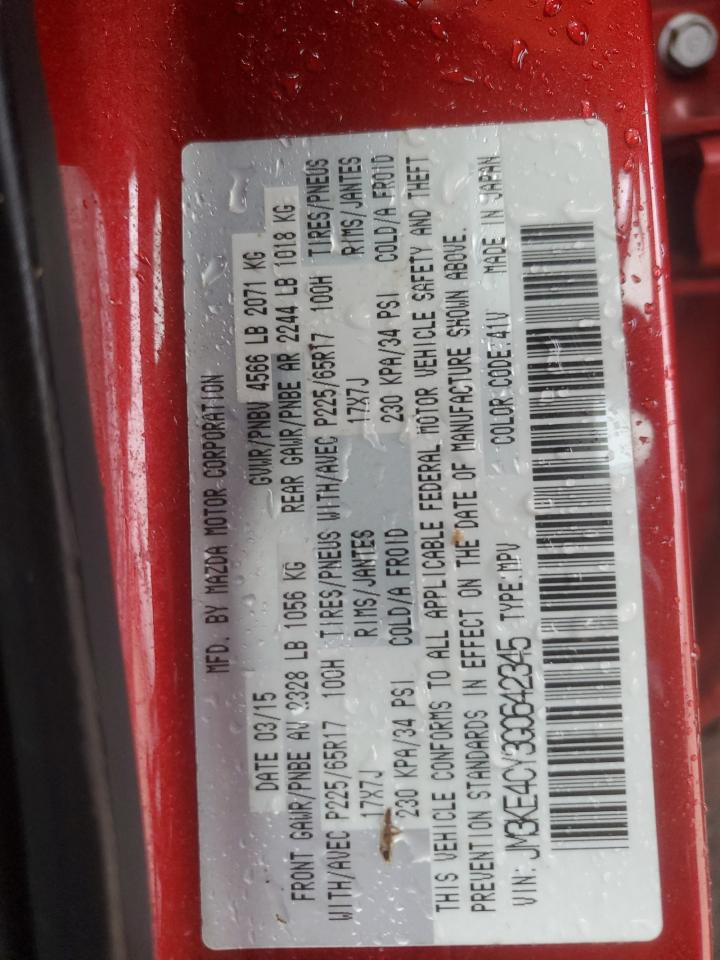 MFD. BY MAZDA MOTOR CORPORATION
DATE 03/15 GVWR/PNBV 4566 LB 2071 KG
FRONT GAWR/PNBE AV 2328 LB 1056 KG REAR GAWR/PNBE AR 2244 LB 1018 KG
WITH/AVEC P225/65R17 100H TIRES/PNEUS WITH/AVEC P225/65R17 100H TIRES/PNEUS
17X7J RIMS/JANTES 17X7J RIMS/JANTES
230 KPA/34 PSI COLD/A FROID 230 KPA/34 PSI COLD/A FROID
THIS VEHICLE CONFORMS TO ALL APPLICABLE FEDERAL MOTOR VEHICLE SAFETY AND THEFT
PREVENTION STANDARDS IN EFFECT ON THE DATE OF MANUFACTURE SHOWN ABOVE.
VIN: JM3KE4CY3G0642345 TYPE:MPV COLOR CODE:41V MADE IN JAPAN